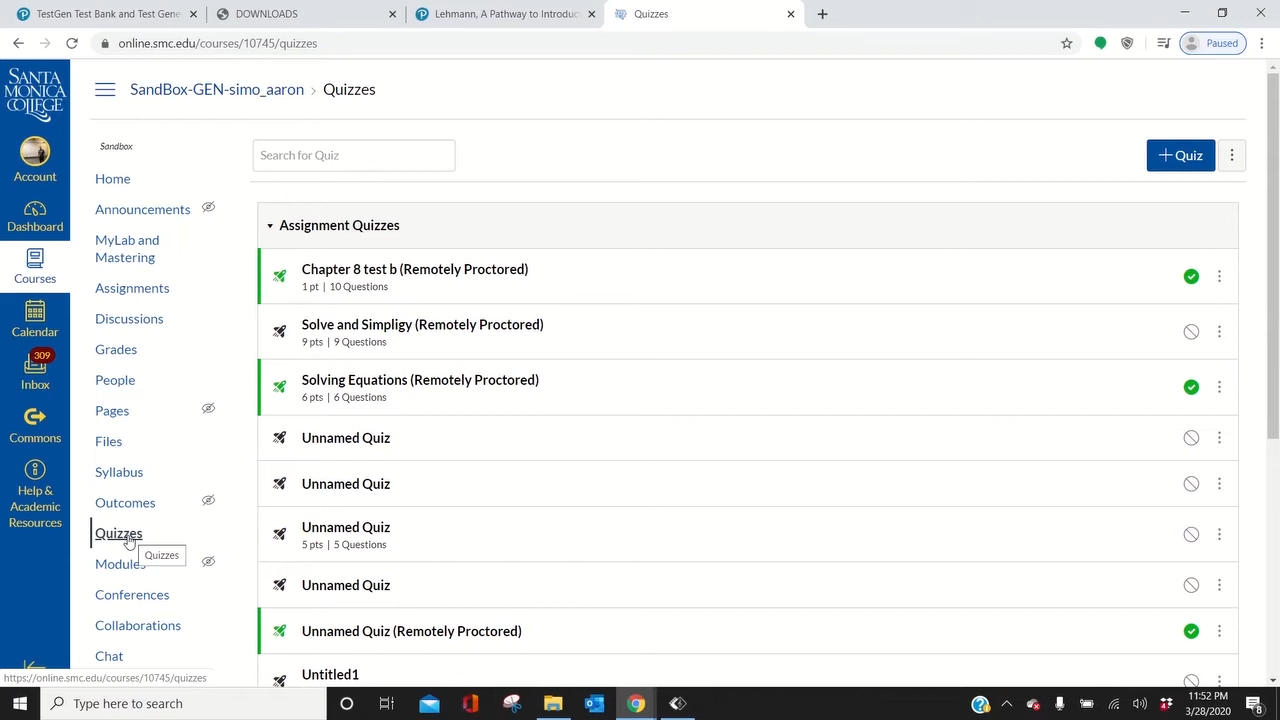 TestGen Test Bank and Test Gene
DOWNLOADS
Lehmann, A Pathway to Introduc
Quizzes
online.smc.edu/courses/10745/quizzes
Paused
SANTA
MONICA
COLLEGE
SandBox-GEN-simo_aaron > Quizzes
Sandbox
Search for Quiz
+ Quiz
Account
Dashboard
Courses
Calendar
309
Inbox
Commons
Help &
Academic
Resources
Home
Announcements
MyLab and
Mastering
Assignments
Discussions
Grades
People
Pages
Files
Syllabus
Outcomes
Quizzes
Quizzes
Modules
Conferences
Collaborations
Chat
Assignment Quizzes
Chapter 8 test b (Remotely Proctored)
1 pt | 10 Questions
Solve and Simpligy (Remotely Proctored)
9 pts | 9 Questions
Solving Equations (Remotely Proctored)
6 pts | 6 Questions
Unnamed Quiz
Unnamed Quiz
Unnamed Quiz
5 pts | 5 Questions
Unnamed Quiz
Unnamed Quiz (Remotely Proctored)
Untitled1
https://online.smc.edu/courses/10745/quizzes
Type here to search
11:52 PM
3/28/2020
8